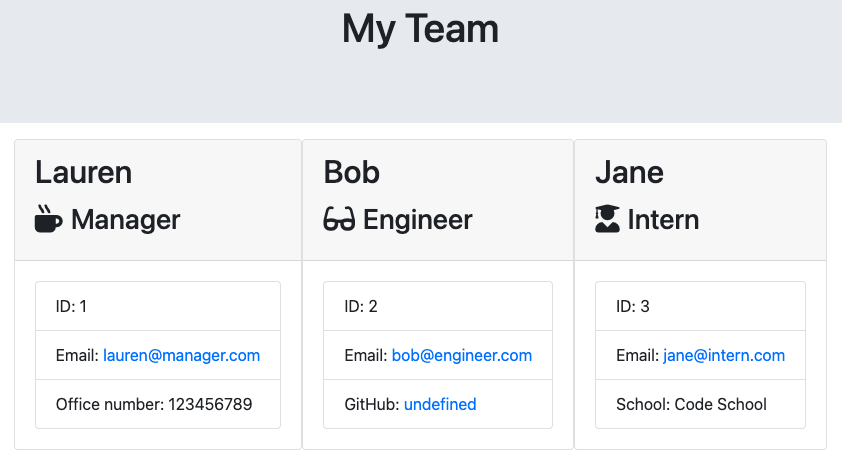 My Team
Lauren
Manager
ID: 1
Email: lauren@manager.com
Office number: 123456789
Bob
Engineer
ID: 2
Email: bob@engineer.com
GitHub: undefined
Jane
Intern
ID: 3
Email: jane@intern.com
School: Code School